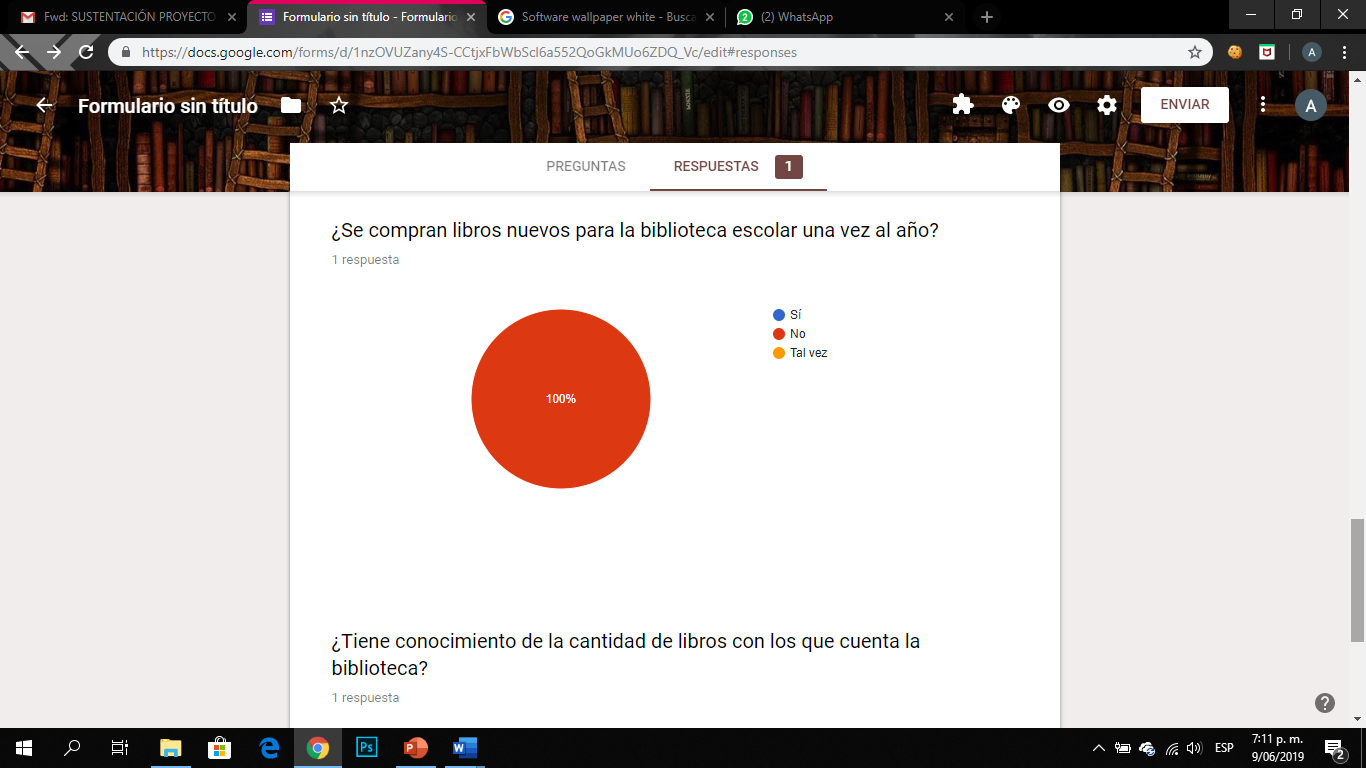 Fwd: SUSTENTACIÓN PROYECTO
Formulario sin título - Formulario
Software wallpaper white - Busca
(2) WhatsApp
https://docs.google.com/forms/d/1nzOVUZany4S-CCtjxFbWbScl6a552QoGkMUo6ZDQ_Vc/edit#responses
A
Formulario sin título
ENVIAR
A
PREGUNTAS
RESPUESTAS
1
¿Se compran libros nuevos para la biblioteca escolar una vez al año?
1 respuesta
Sí
No
Tal vez
100%
¿Tiene conocimiento de la cantidad de libros con los que cuenta la
biblioteca?
1 respuesta
ESP
7:11 p. m.
9/06/2019
2